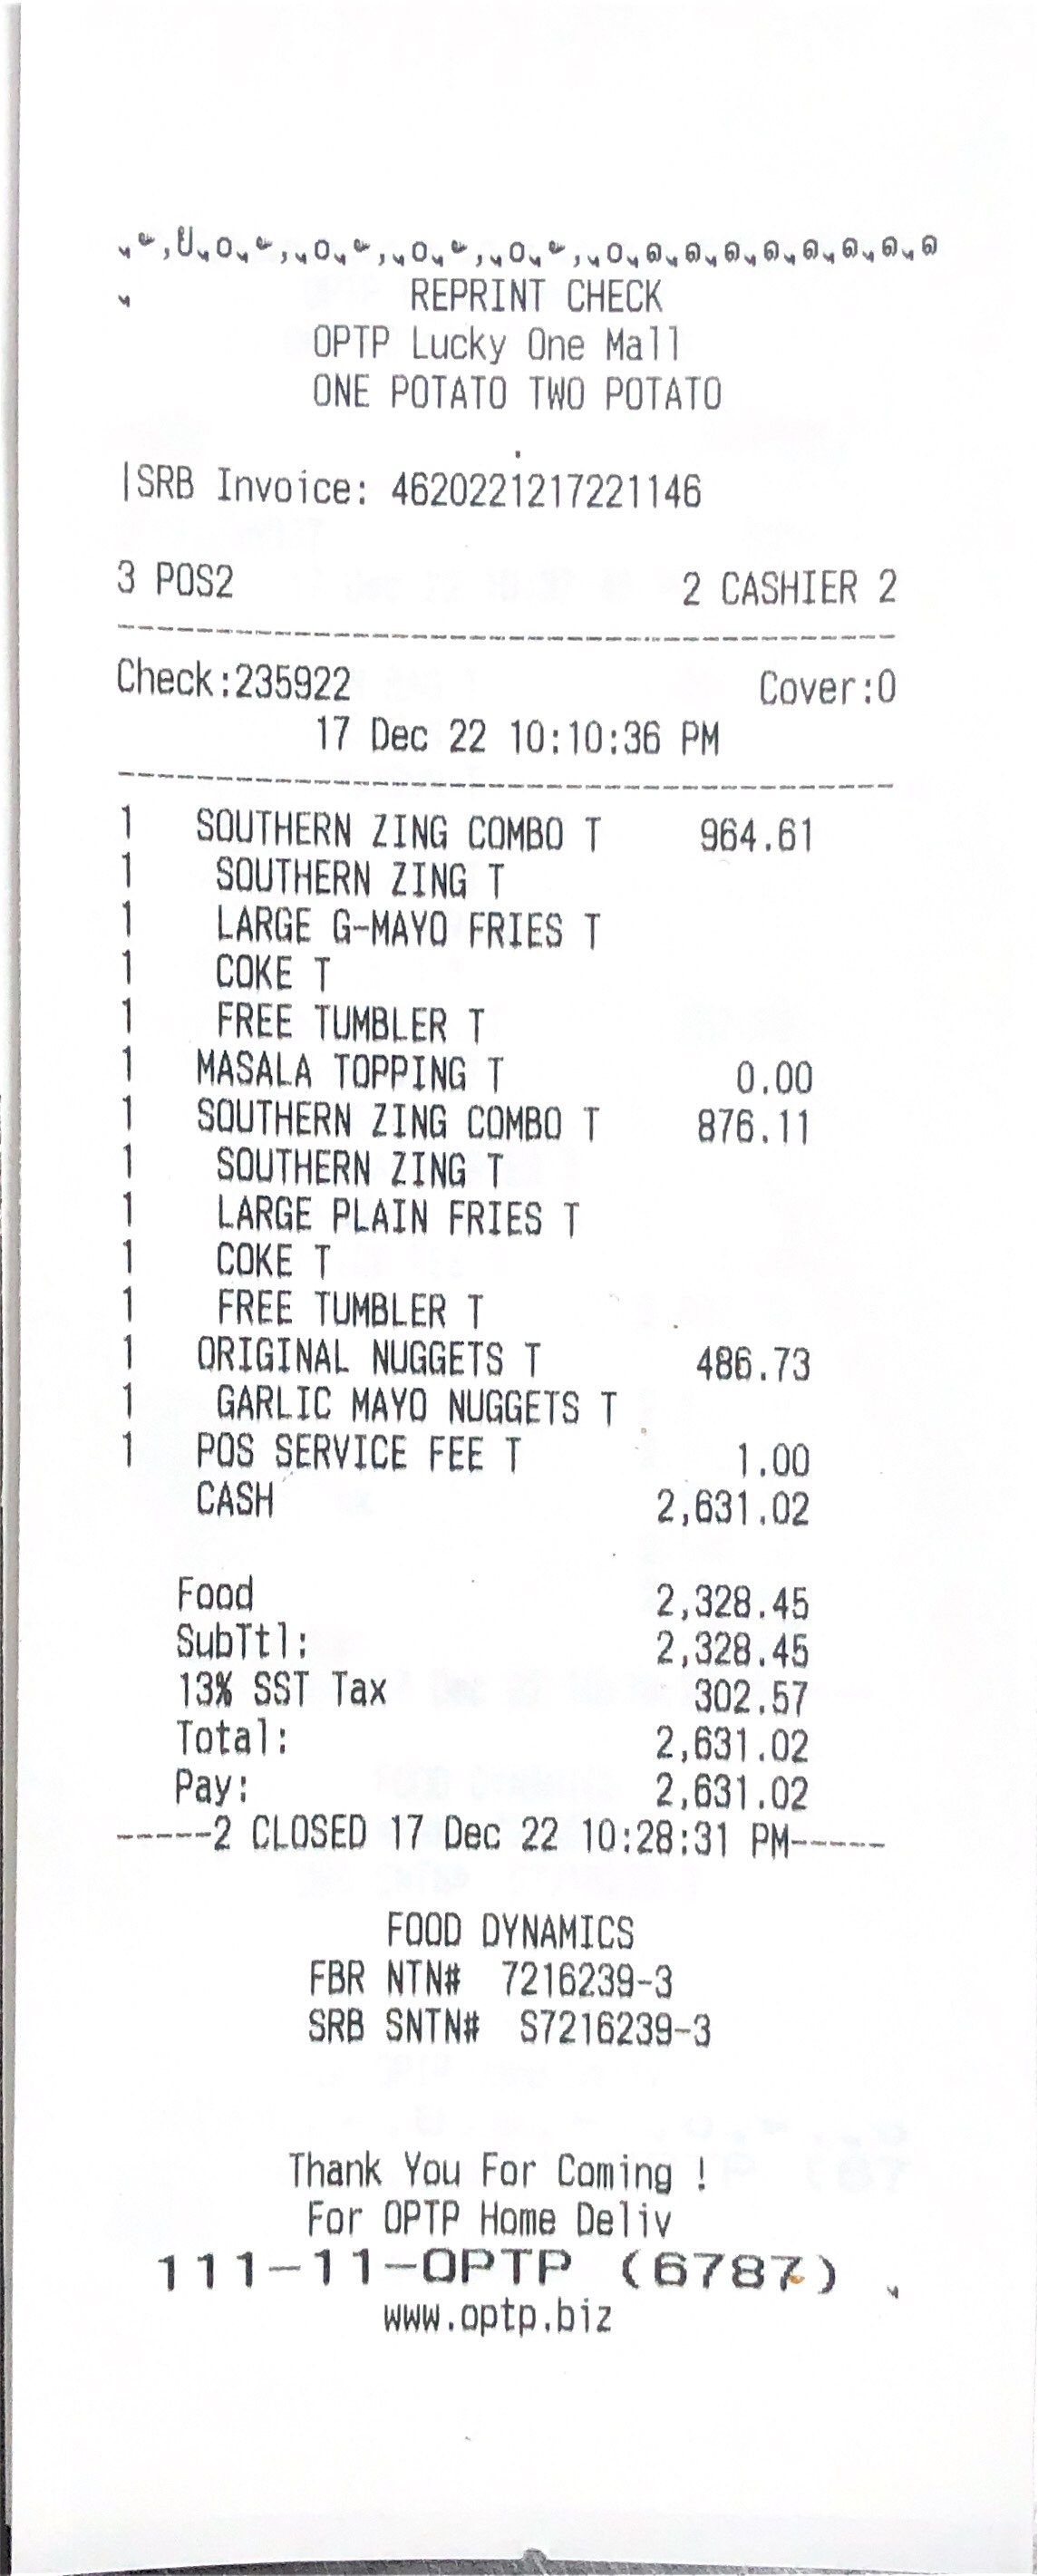 REPRINT CHECK
OPTP Lucky One Mall
ONE POTATO TWO POTATO
|SRB Invoice: 4620221217221146
3 POS2 2 CASHIER 2
Check:235922 Cover:0
17 Dec 22 10:10:36 PM
1 SOUTHERN ZING COMBO T 964.61
1 SOUTHERN ZING T
1 LARGE G-MAYO FRIES T
1 COKE T
1 FREE TUMBLER T
1 MASALA TOPPING T 0.00
1 SOUTHERN ZING COMBO T 876.11
1 SOUTHERN ZING T
1 LARGE PLAIN FRIES T
1 COKE T
1 FREE TUMBLER T
1 ORIGINAL NUGGETS T 486.73
1 GARLIC MAYO NUGGETS T
1 POS SERVICE FEE T 1.00
CASH 2,631.02
Food 2,328.45
SubTtl: 2,328.45
13% SST Tax 302.57
Total: 2,631.02
Pay: 2,631.02
-----2 CLOSED 17 Dec 22 10:28:31 PM-----
FOOD DYNAMICS
FBR NTN# 7216239-3
SRB SNTN# S7216239-3
Thank You For Coming !
For OPTP Home Deliv
111-11-OPTP (6787)
www.optp.biz